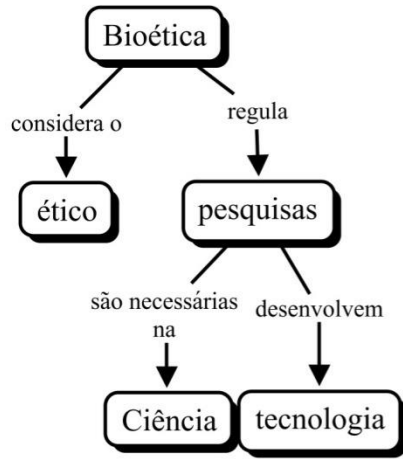 Bioética
considera o
regula
ético
pesquisas
são necessárias
na
desenvolvem
Ciência
tecnologia